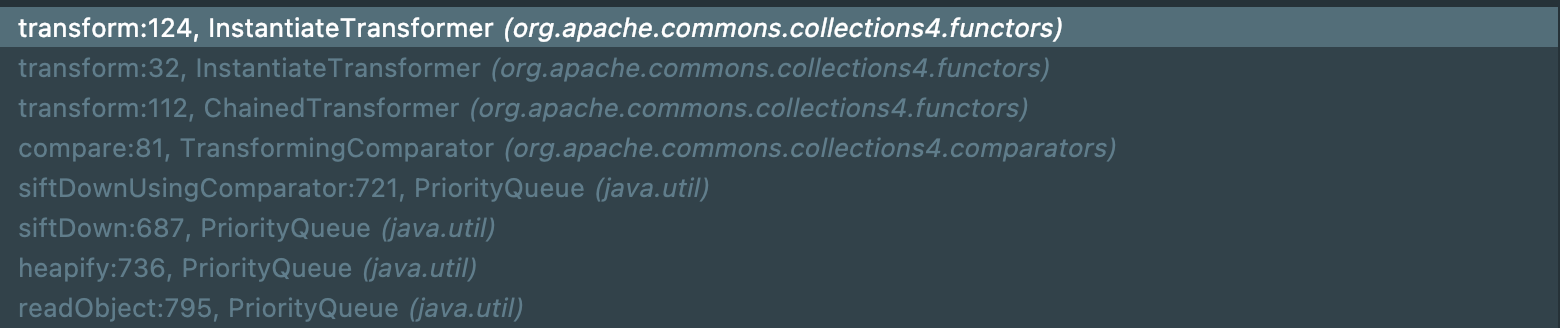 transform:124, InstantiateTransformer (org.apache.commons.collections4.functors)
transform:32, InstantiateTransformer (org.apache.commons.collections4.functors)
transform:112, ChainedTransformer (org.apache.commons.collections4.functors)
compare:81, TransformingComparator (org.apache.commons.collections4.comparators)
siftDownUsingComparator:721, PriorityQueue (java.util)
siftDown:687, PriorityQueue (java.util)
heapify:736, PriorityQueue (java.util)
readObject:795, PriorityQueue (java.util)